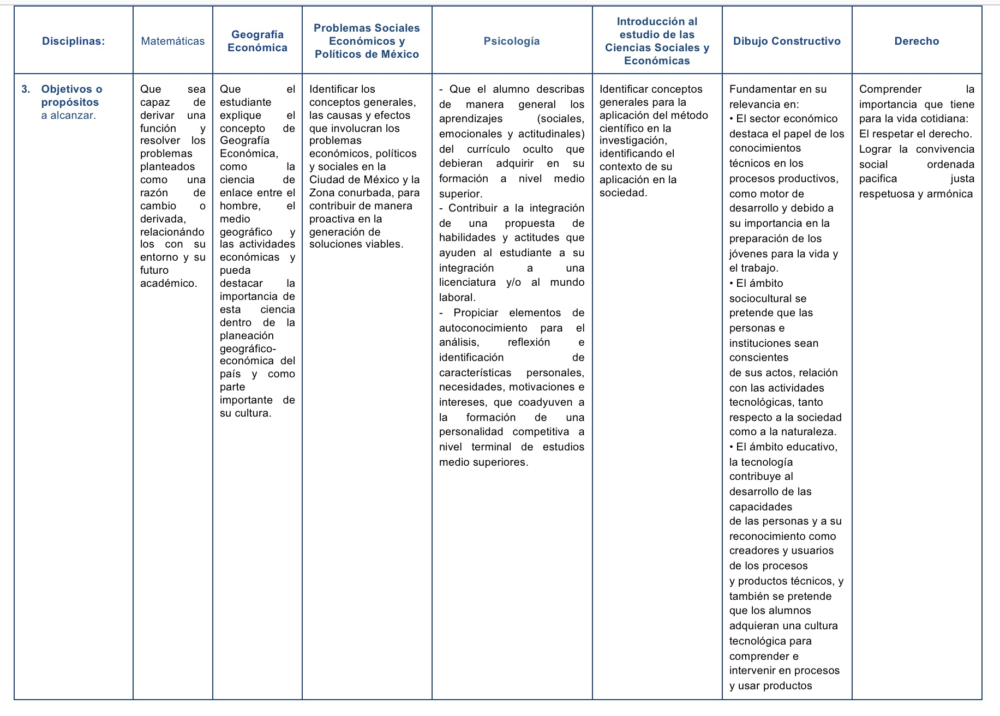 Disciplinas:
Matemáticas
Geografía
Económica
Problemas Sociales
Económicos y
Políticos de México
Psicología
Introducción al
estudio de las
Ciencias Sociales y
Económicas
Dibujo Constructivo
Derecho
3. Objetivos o
propósitos
a alcanzar.
Que sea
capaz de
derivar una
función y
resolver los
problemas
planteados
como una
razón de
cambio o
derivada,
relacionándo
los con su
entorno y su
futuro
académico.
Que el
estudiante
explique el
concepto de
Geografía
Económica,
como la
ciencia de
enlace entre el
hombre, el
medio
geográfico y
las actividades
económicas y
pueda
destacar la
importancia de
esta ciencia
dentro de la
planeación
geográfico-
económica del
país y como
parte
importante de
su cultura.
Identificar los
conceptos generales,
las causas y efectos
que involucran los
problemas
económicos, políticos
y sociales en la
Ciudad de México y la
Zona conurbada, para
contribuir de manera
proactiva en la
generación de
soluciones viables.
- Que el alumno describas
de manera general los
aprendizajes (sociales,
emocionales y actitudinales)
del currículo oculto que
debieran adquirir en su
formación a nivel medio
superior.
- Contribuir a la integración
de una propuesta de
habilidades y actitudes que
ayuden al estudiante a su
integración a una
licenciatura y/o al mundo
laboral.
- Propiciar elementos de
autoconocimiento para el
análisis, reflexión e
identificación de
características personales,
necesidades, motivaciones e
intereses, que coadyuven a
la formación de una
personalidad competitiva a
nivel terminal de estudios
medio superiores.
Identificar conceptos
generales para la
aplicación del método
científico en la
investigación,
identificando el
contexto de su
aplicación en la
sociedad.
Fundamentar en su
relevancia en:
• El sector económico
destaca el papel de los
conocimientos
técnicos en los
procesos productivos,
como motor de
desarrollo y debido a
su importancia en la
preparación de los
jóvenes para la vida y
el trabajo.
• El ámbito
sociocultural se
pretende que las
personas e
instituciones sean
conscientes
de sus actos, relación
con las actividades
tecnológicas, tanto
respecto a la sociedad
como a la naturaleza.
• El ámbito educativo,
la tecnología
contribuye al
desarrollo de las
capacidades
de las personas y a su
reconocimiento como
creadores y usuarios
de los procesos
y productos técnicos, y
también se pretende
que los alumnos
adquieran una cultura
tecnológica para
comprender e
intervenir en procesos
y usar productos
Comprender la
importancia que tiene
para la vida cotidiana:
El respetar el derecho.
Lograr la convivencia
social ordenada
pacifica justa
respetuosa y armónica